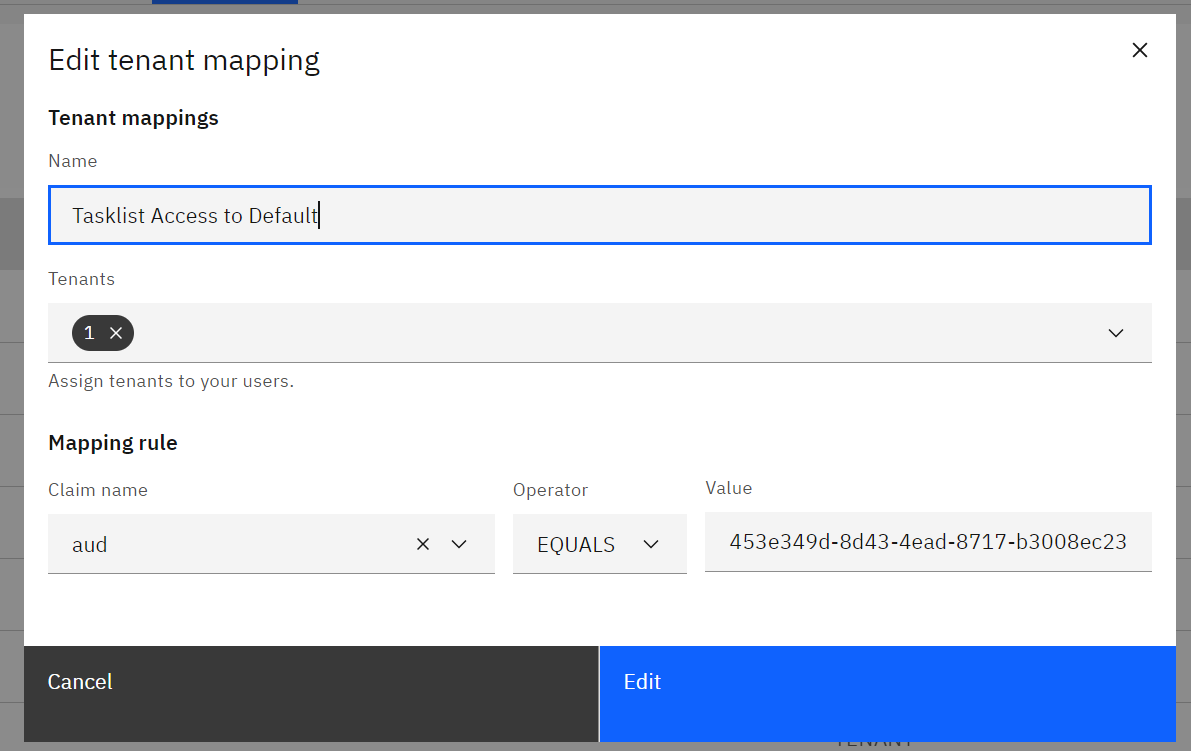 Edit tenant mapping
Tenant mappings
Name
Tasklist Access to Default
Tenants
1
Assign tenants to your users.
Mapping rule
Claim name
Operator
Value
aud
EQUALS
453e349d-8d43-4ead-8717-b3008ec23
Cancel
Edit
TENANT